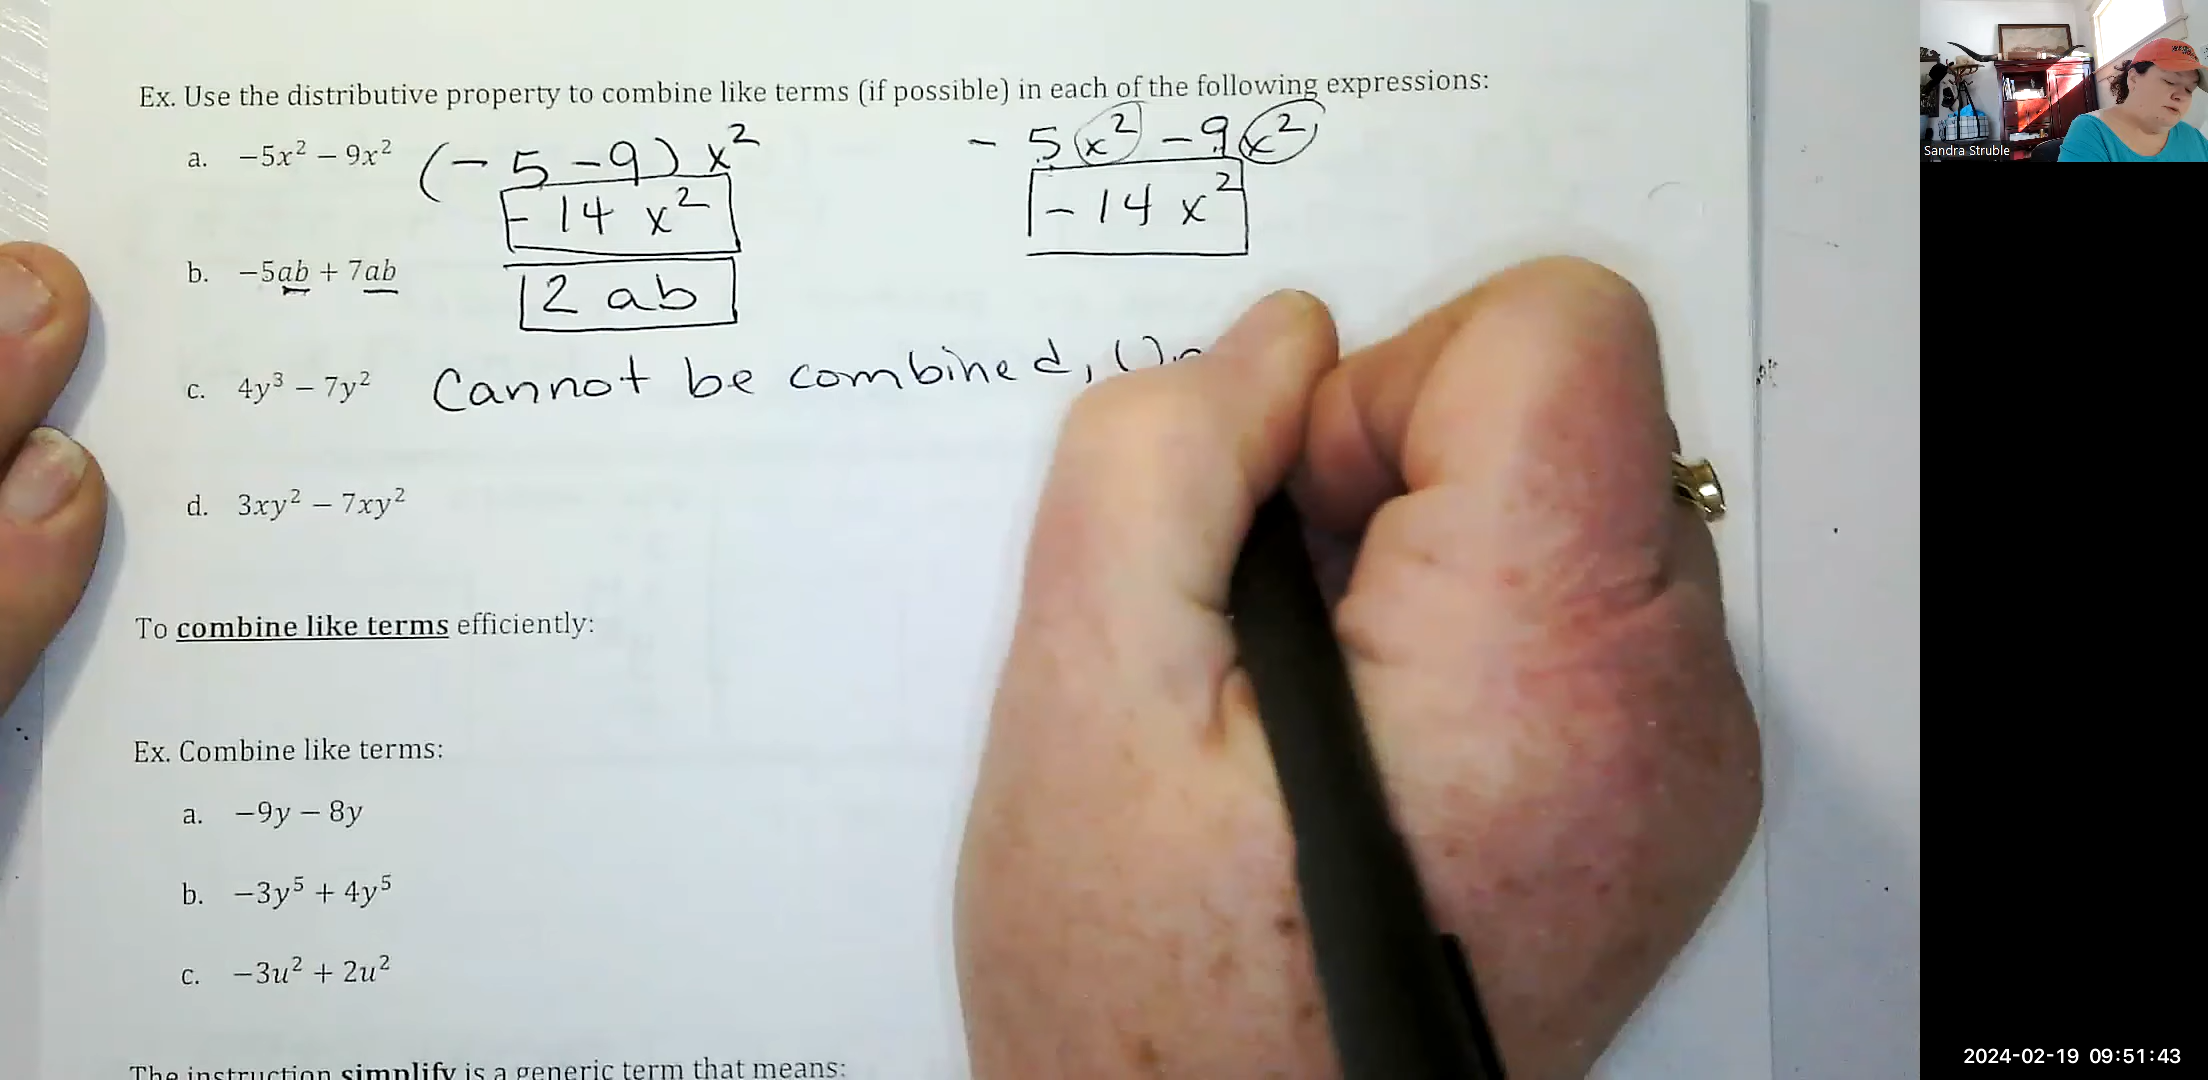 Ex. Use the distributive property to combine like terms (if possible) in each of the following expressions:
a. −5x² − 9x² (−5 −9) x² −5x² −9x²
−14 x² −14 x²
b. −5ab + 7ab 2 ab
c. 4y³ − 7y² Cannot be combined,
d. 3xy² − 7xy²
To combine like terms efficiently:
Ex. Combine like terms:
a. −9y − 8y
b. −3y⁵ + 4y⁵
c. −3u² + 2u²
The instruction simplify is a generic term that means:
Sandra Struble
2024-02-19 09:51:43